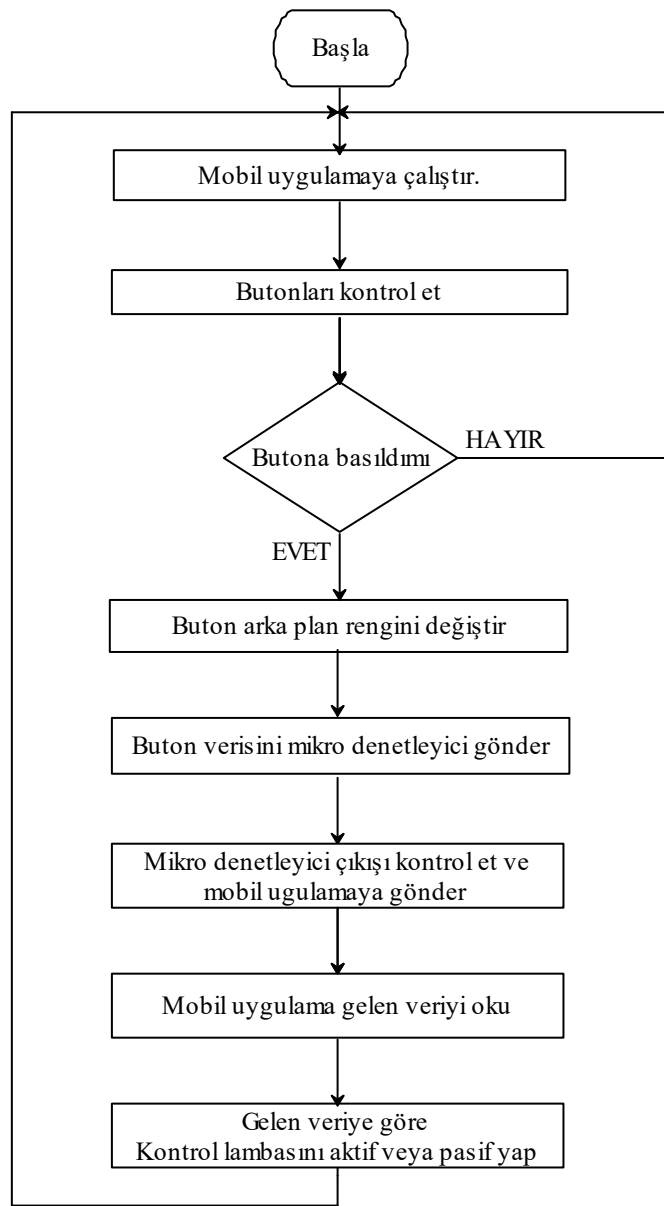 Başla
Mobil uygulamaya çalıştır.
Butonları kontrol et
Butona basıldımı
HAYIR
EVET
Buton arka plan rengini değiştir
Buton verisini mikro denetleyici gönder
Mikro denetleyici çıkışı kontrol et ve
mobil ugulamaya gönder
Mobil uygulama gelen veriyi oku
Gelen veriye göre
Kontrol lambasını aktif veya pasif yap